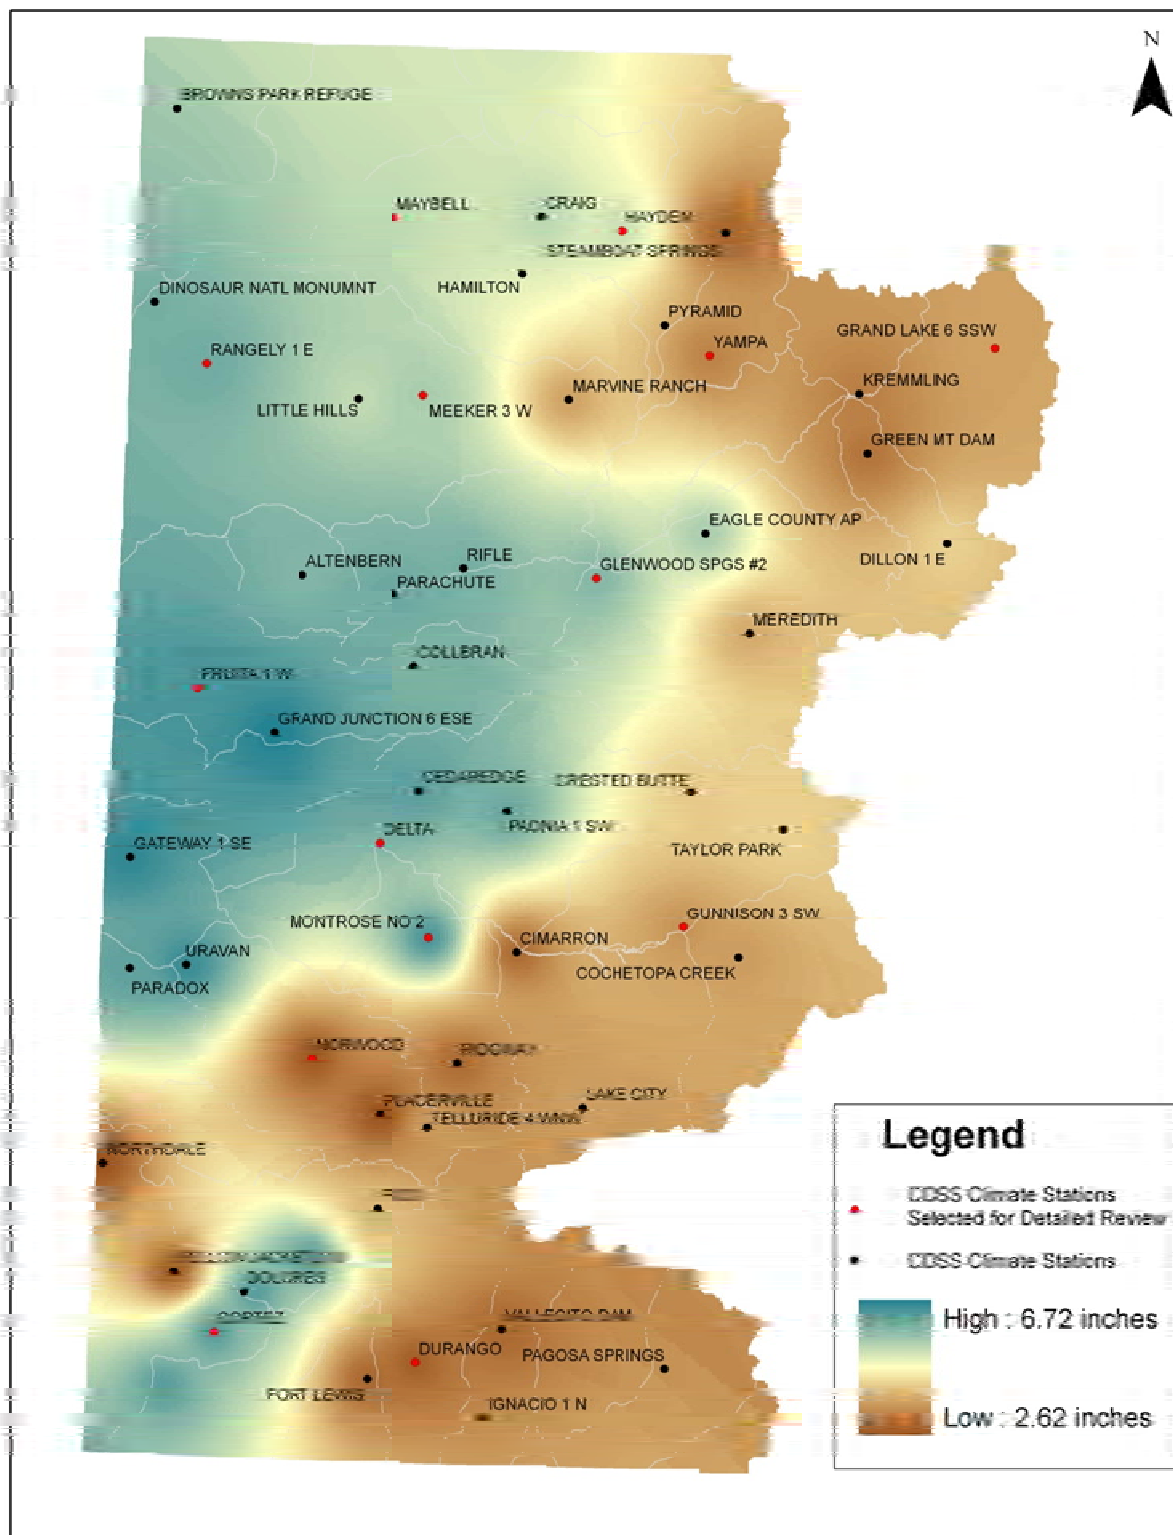 N
BROWNS PARK REFUGE
MAYBELL
CRAIG
HAYDEN
STEAMBOAT SPRINGS
DINOSAUR NATL MONUMNT
HAMILTON
PYRAMID
GRAND LAKE 6 SSW
RANGELY 1 E
YAMPA
MARVINE RANCH
KREMMLING
LITTLE HILLS
MEEKER 3 W
GREEN MT DAM
EAGLE COUNTY AP
ALTENBERN
RIFLE
GLENWOOD SPGS #2
DILLON 1 E
PARACHUTE
MEREDITH
COLLBRAN
FRUITA 1 W
GRAND JUNCTION 6 ESE
CEDAREDGE
CRESTED BUTTE
DELTA
PAONIA 1 SW
GATEWAY 1 SE
TAYLOR PARK
MONTROSE NO 2
GUNNISON 3 SW
CIMARRON
URAVAN
COCHETOPA CREEK
PARADOX
NORWOOD
RIDGWAY
PLACERVILLE
LAKE CITY
TELLURIDE 4 WNW
NORTHDALE
DOLORES
CORTEZ
VALLECITO DAM
DURANGO
PAGOSA SPRINGS
FORT LEWIS
IGNACIO 1 N
Legend
CDSS Climate Stations
Selected for Detailed Review
CDSS Climate Stations
High : 6.72 inches
Low : 2.62 inches